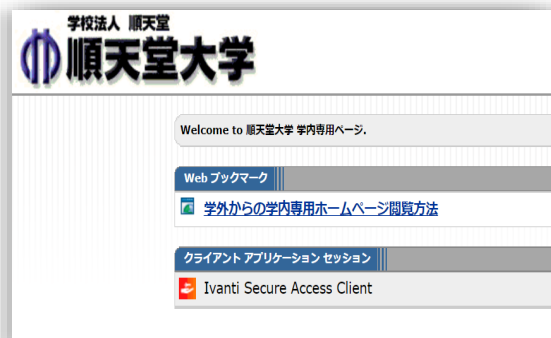 学校法人 順天堂
順天堂大学
Welcome to 順天堂大学 学内専用ページ.
Web ブックマーク
学外からの学内専用ホームページ閲覧方法
クライアント アプリケーション セッション
Ivanti Secure Access Client